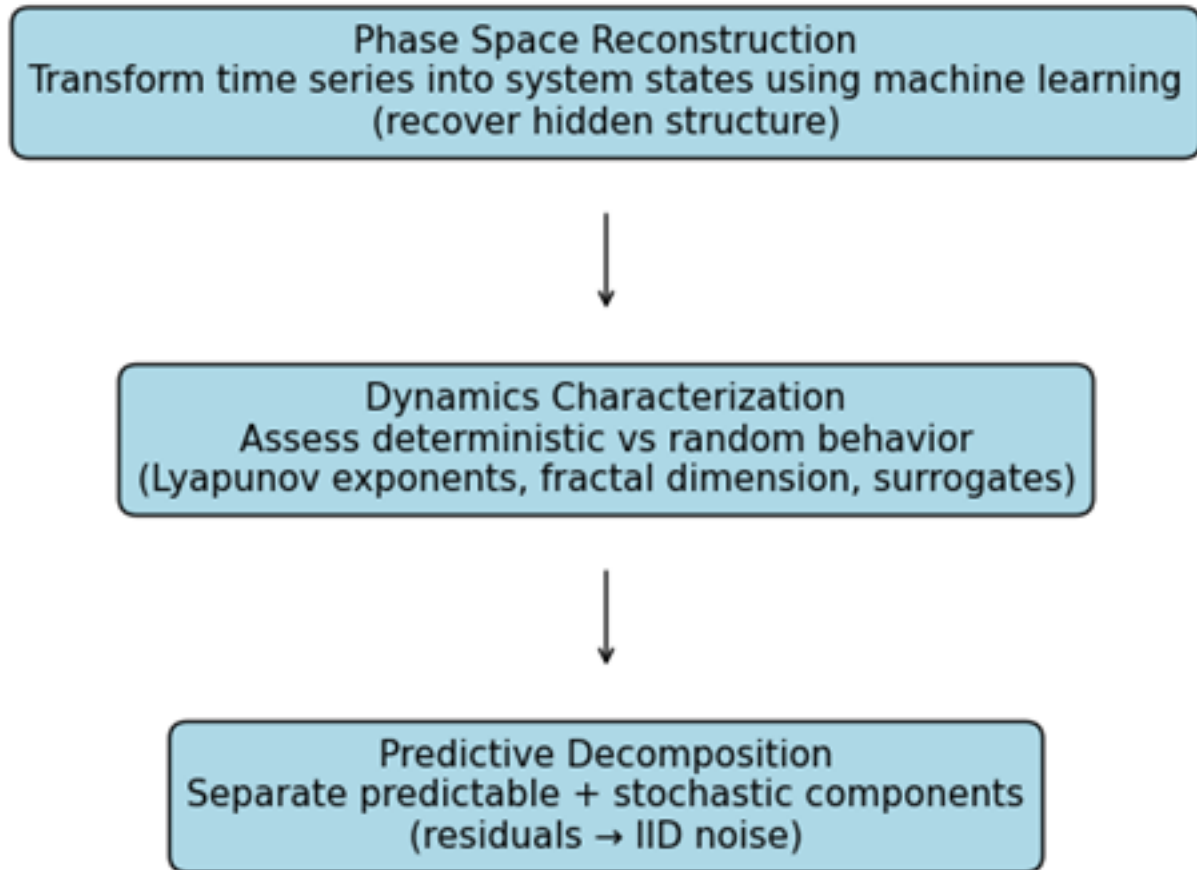 Phase Space Reconstruction
Transform time series into system states using machine learning
(recover hidden structure)
Dynamics Characterization
Assess deterministic vs random behavior
(Lyapunov exponents, fractal dimension, surrogates)
Predictive Decomposition
Separate predictable + stochastic components
(residuals → IID noise)